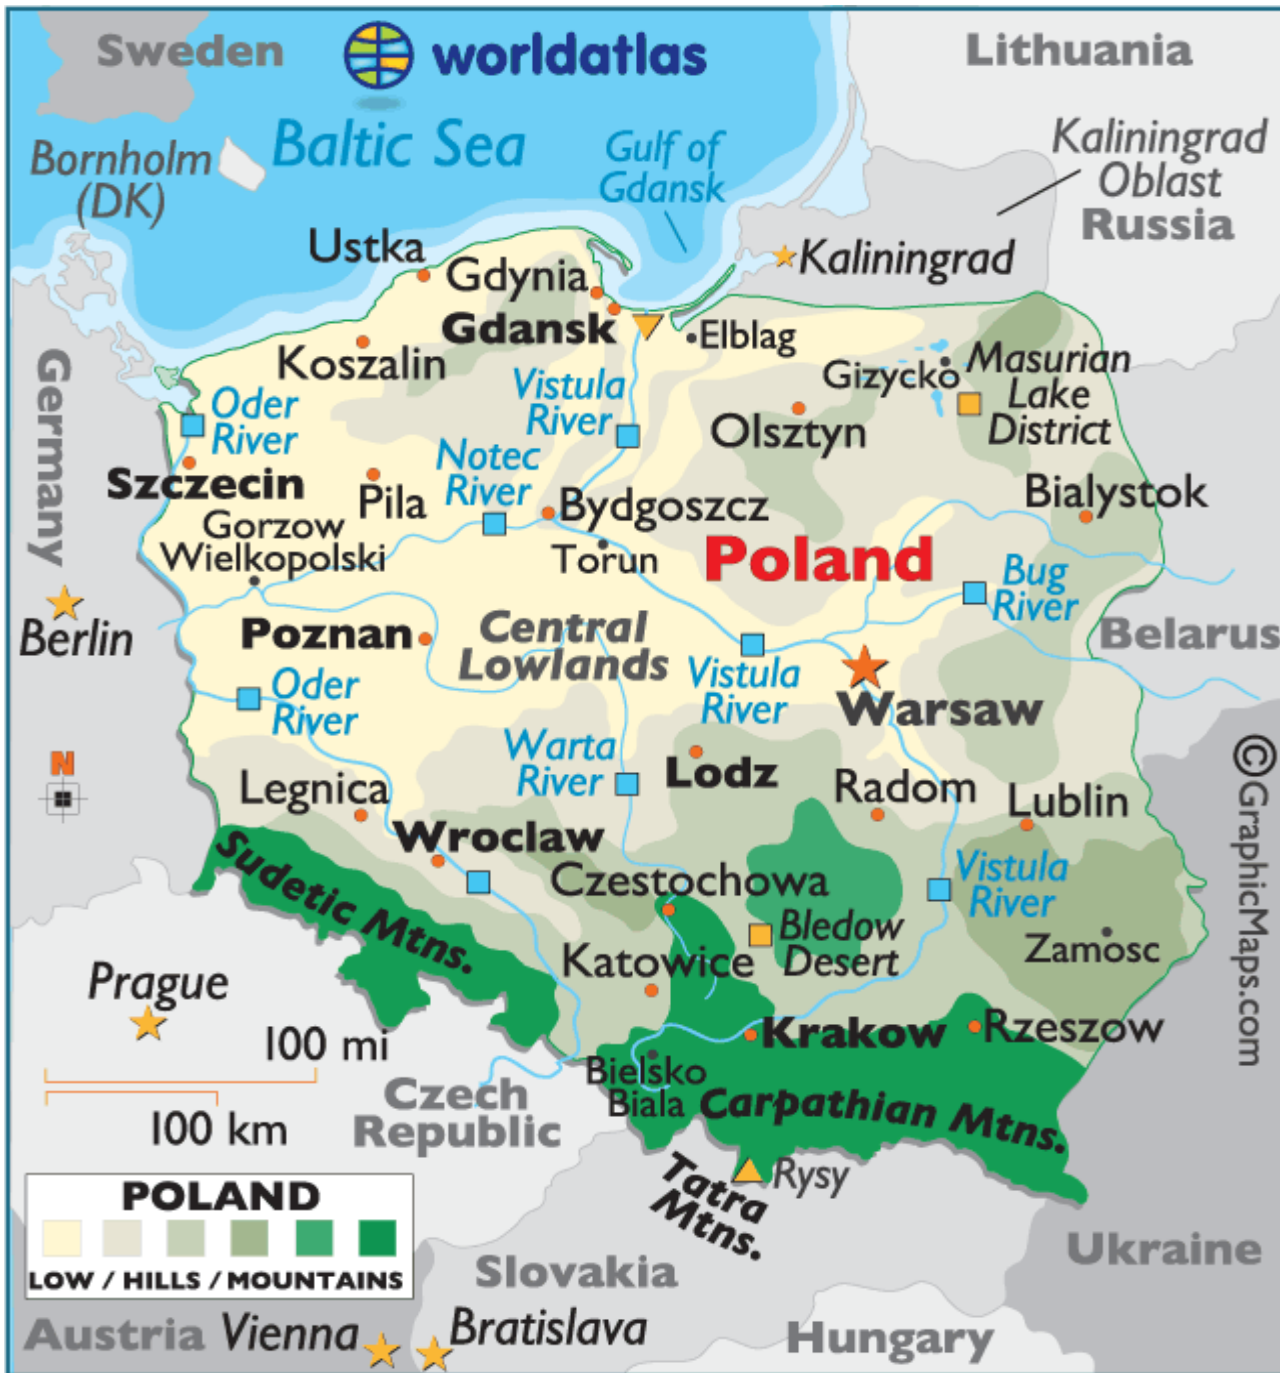 Sweden
worldatlas
Lithuania
Baltic Sea
Gulf of
Gdansk
Bornholm
(DK)
Kaliningrad
Oblast
Russia
Ustka
Gdynia
Kaliningrad
Gdansk
Elblag
Koszalin
Germany
Oder
River
Vistula
River
Gizycko
Masurian
Lake
District
Olsztyn
Notec
River
Szczecin
Pila
Bydgoszcz
Bialystok
Gorzow
Wielkopolski
Torun
Poland
Bug
River
Berlin
Poznan
Central
Lowlands
Belarus
Oder
River
Vistula
River
Warsaw
N
Warta
River
Legnica
Lodz
Radom
Lublin
©GraphicMaps.com
Wroclaw
Sudetic Mtns.
Czestochowa
Vistula
River
Bledow
Desert
Zamosc
Katowice
Prague
Krakow
Rzeszow
100 mi
100 km
Bielsko
Biala
Carpathian Mtns.
Czech
Republic
Rysy
Tatra
Mtns.
POLAND
LOW / HILLS / MOUNTAINS
Slovakia
Ukraine
Austria
Vienna
Bratislava
Hungary